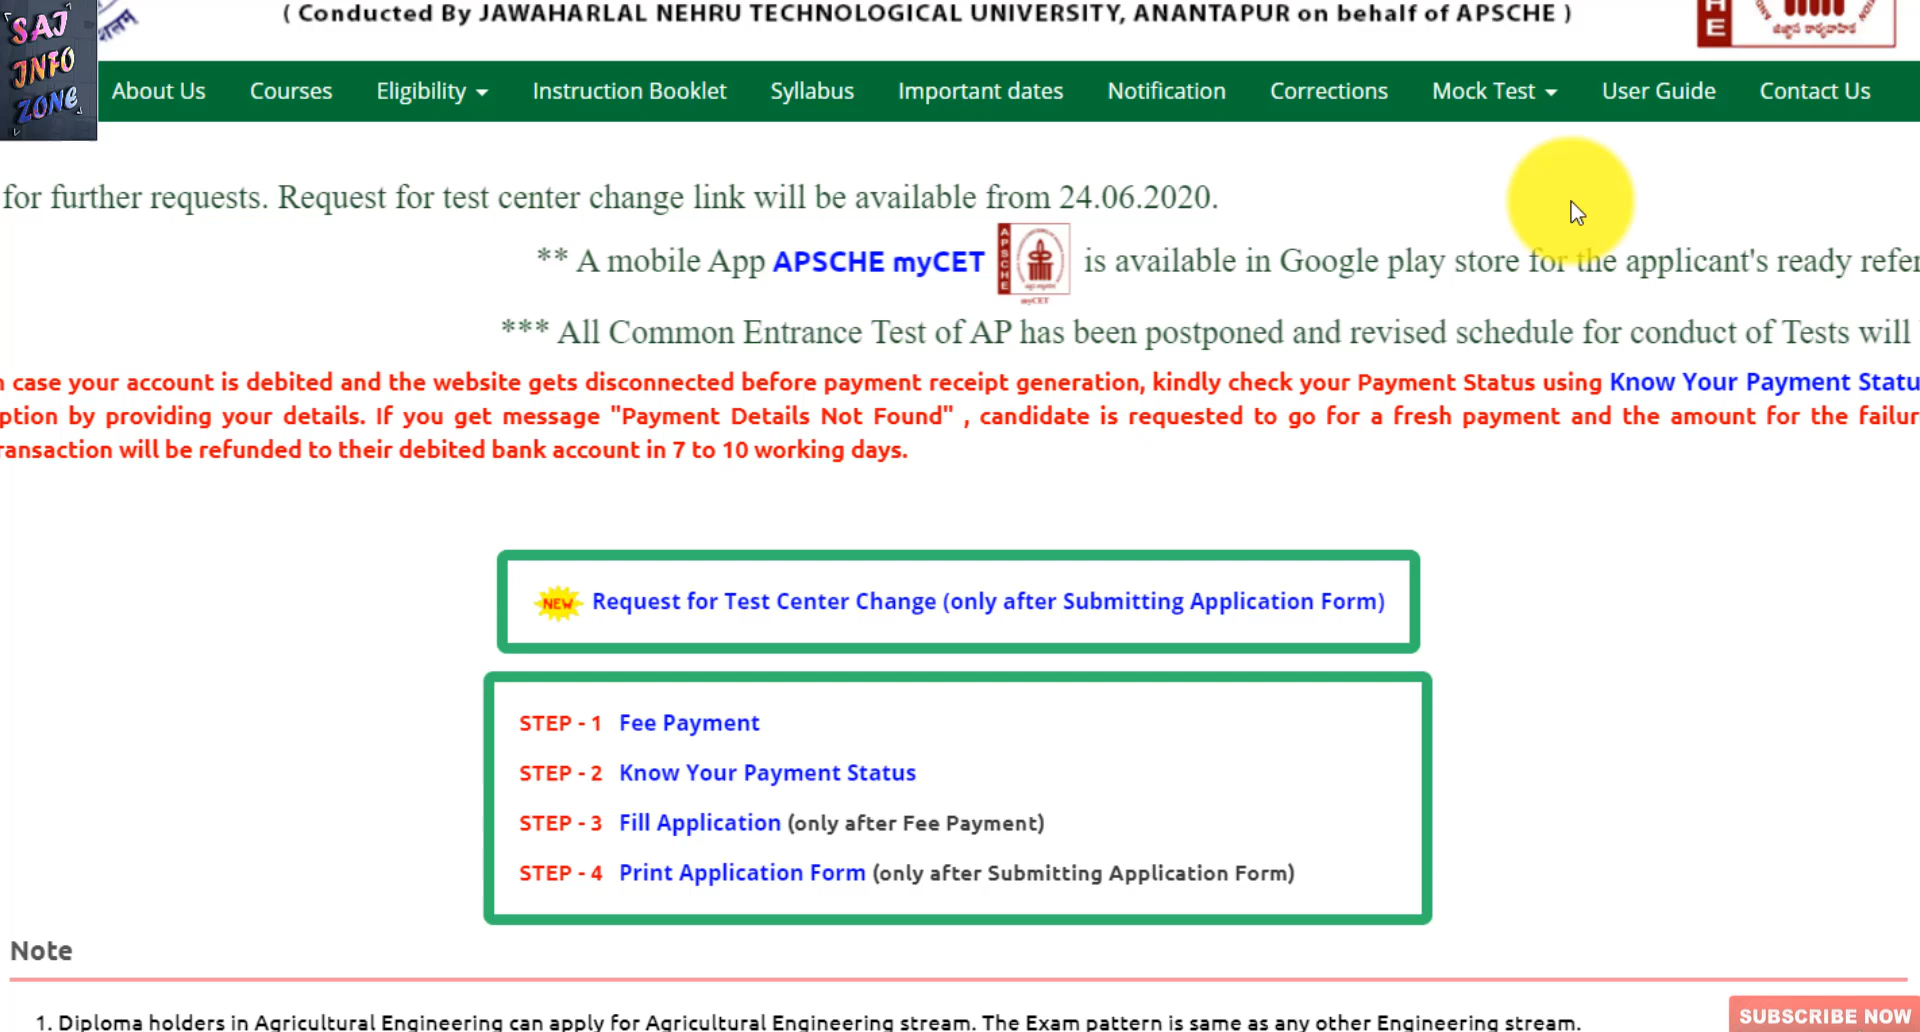 ( Conducted By JAWAHARLAL NEHRU TECHNOLOGICAL UNIVERSITY, ANANTAPUR on behalf of APSCHE )
SAJ
INFO
ZONE
HE
About Us Courses Eligibility Instruction Booklet Syllabus Important dates Notification Corrections Mock Test User Guide Contact Us
for further requests. Request for test center change link will be available from 24.06.2020.
** A mobile App APSCHE myCET APSCHE myCET is available in Google play store for the applicant's ready refer
*** All Common Entrance Test of AP has been postponed and revised schedule for conduct of Tests will
n case your account is debited and the website gets disconnected before payment receipt generation, kindly check your Payment Status using Know Your Payment Statu
ption by providing your details. If you get message "Payment Details Not Found" , candidate is requested to go for a fresh payment and the amount for the failur
ransaction will be refunded to their debited bank account in 7 to 10 working days.
NEW Request for Test Center Change (only after Submitting Application Form)
STEP - 1 Fee Payment
STEP - 2 Know Your Payment Status
STEP - 3 Fill Application (only after Fee Payment)
STEP - 4 Print Application Form (only after Submitting Application Form)
Note
1. Diploma holders in Agricultural Engineering can apply for Agricultural Engineering stream. The Exam pattern is same as any other Engineering stream.
SUBSCRIBE NOW